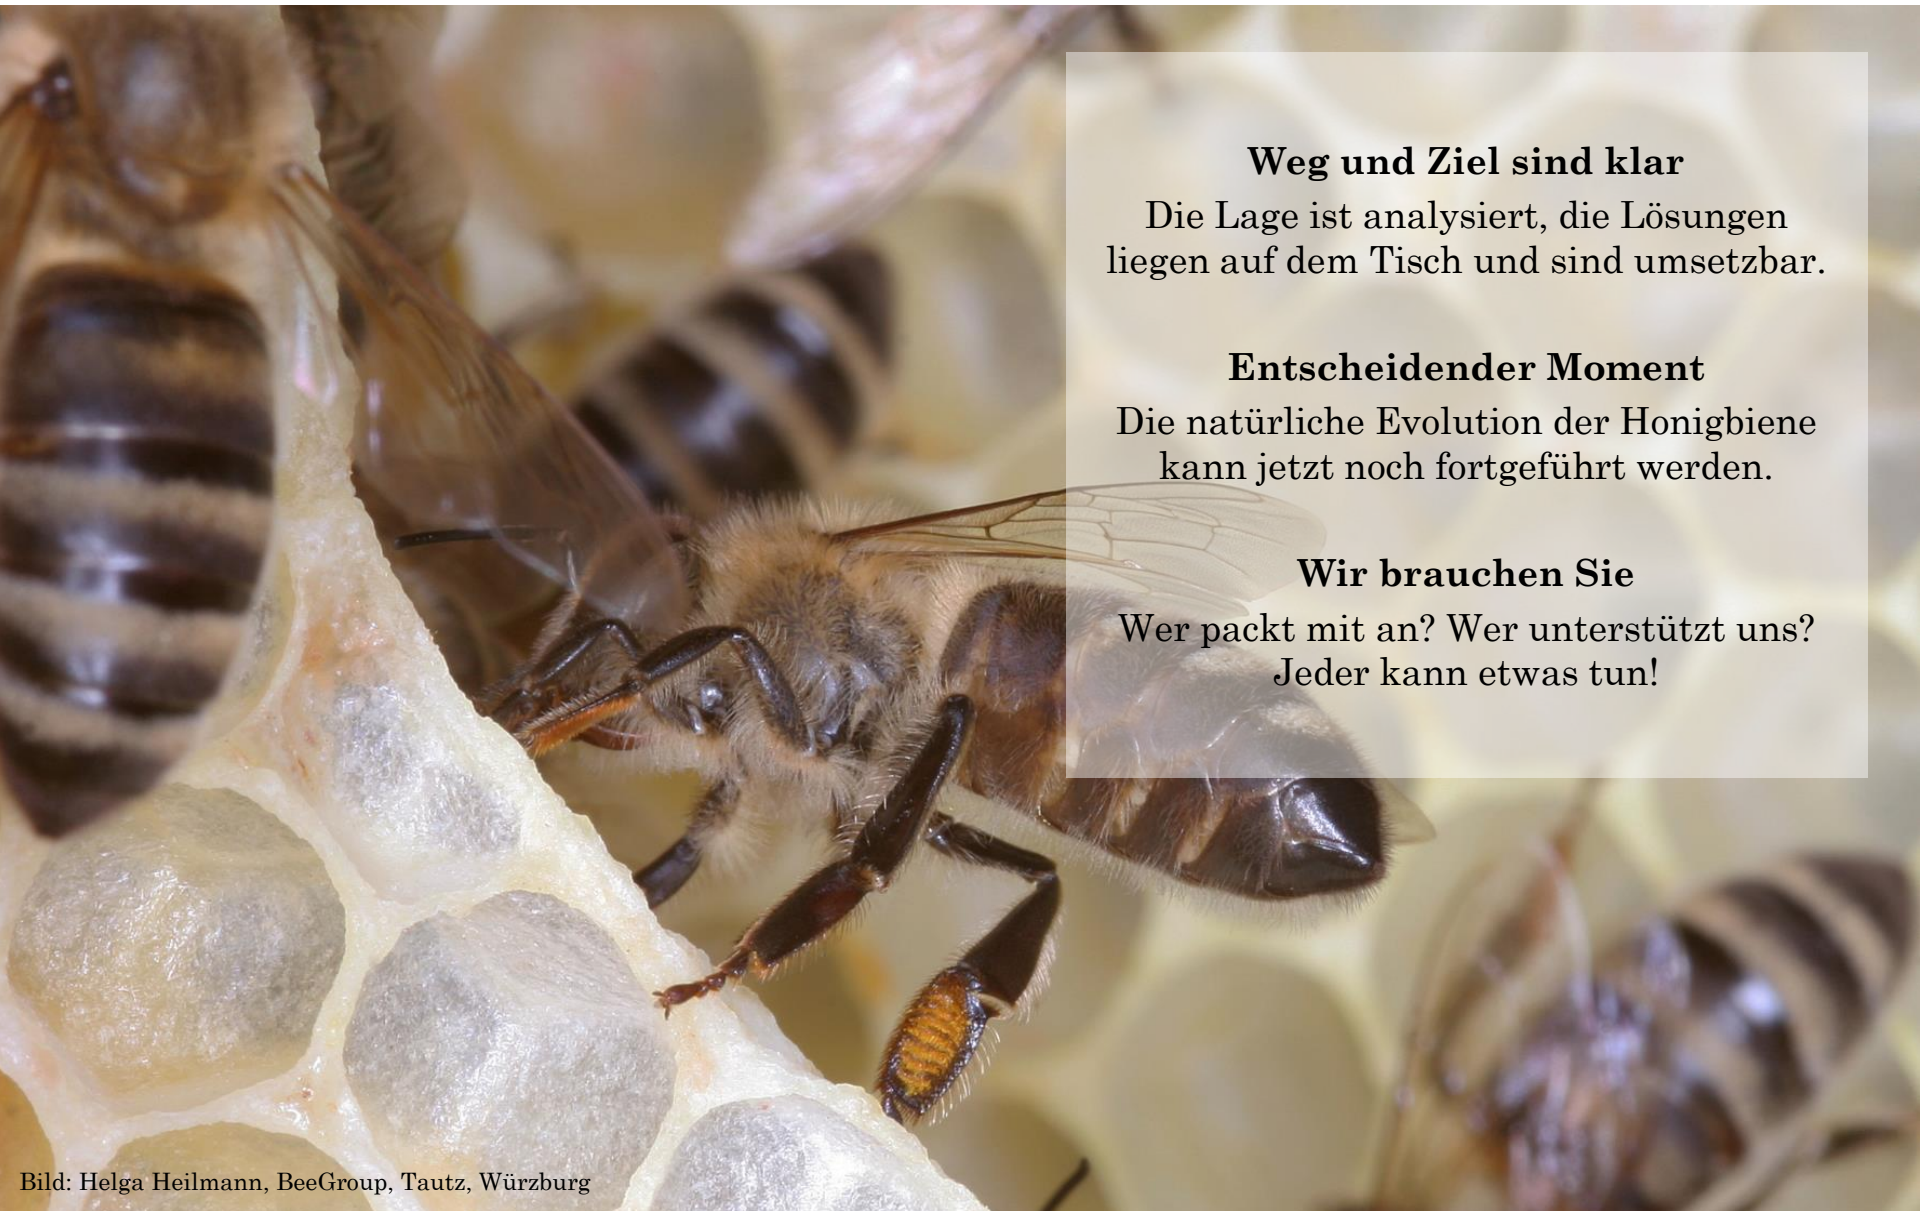 Weg und Ziel sind klar
Die Lage ist analysiert, die Lösungen
liegen auf dem Tisch und sind umsetzbar.
Entscheidender Moment
Die natürliche Evolution der Honigbiene
kann jetzt noch fortgeführt werden.
Wir brauchen Sie
Wer packt mit an? Wer unterstützt uns?
Jeder kann etwas tun!
Bild: Helga Heilmann, BeeGroup, Tautz, Würzburg